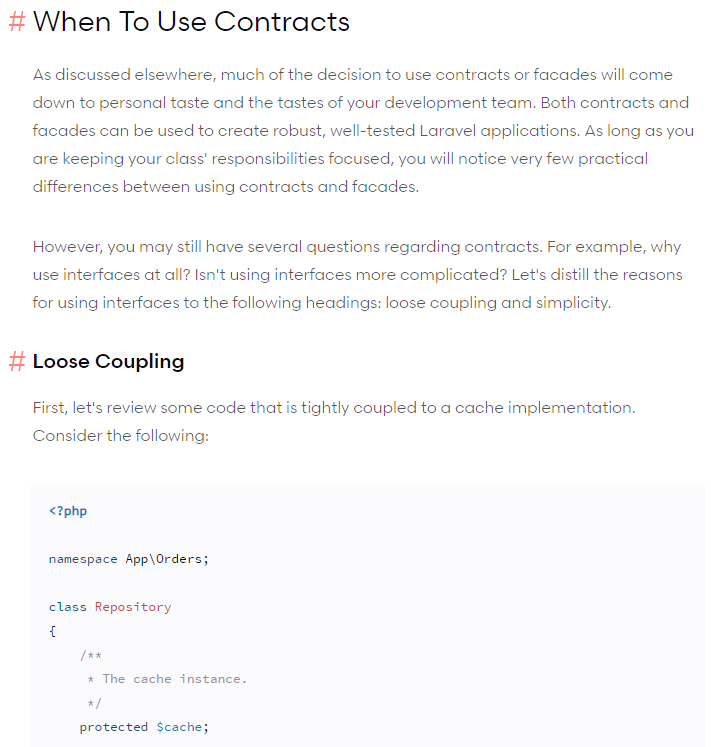 # When To Use Contracts
As discussed elsewhere, much of the decision to use contracts or facades will come
down to personal taste and the tastes of your development team. Both contracts and
facades can be used to create robust, well-tested Laravel applications. As long as you
are keeping your class' responsibilities focused, you will notice very few practical
differences between using contracts and facades.
However, you may still have several questions regarding contracts. For example, why
use interfaces at all? Isn't using interfaces more complicated? Let's distill the reasons
for using interfaces to the following headings: loose coupling and simplicity.
# Loose Coupling
First, let's review some code that is tightly coupled to a cache implementation.
Consider the following:
<?php
namespace App\Orders;
class Repository
{
    /**
     * The cache instance.
     */
    protected $cache;